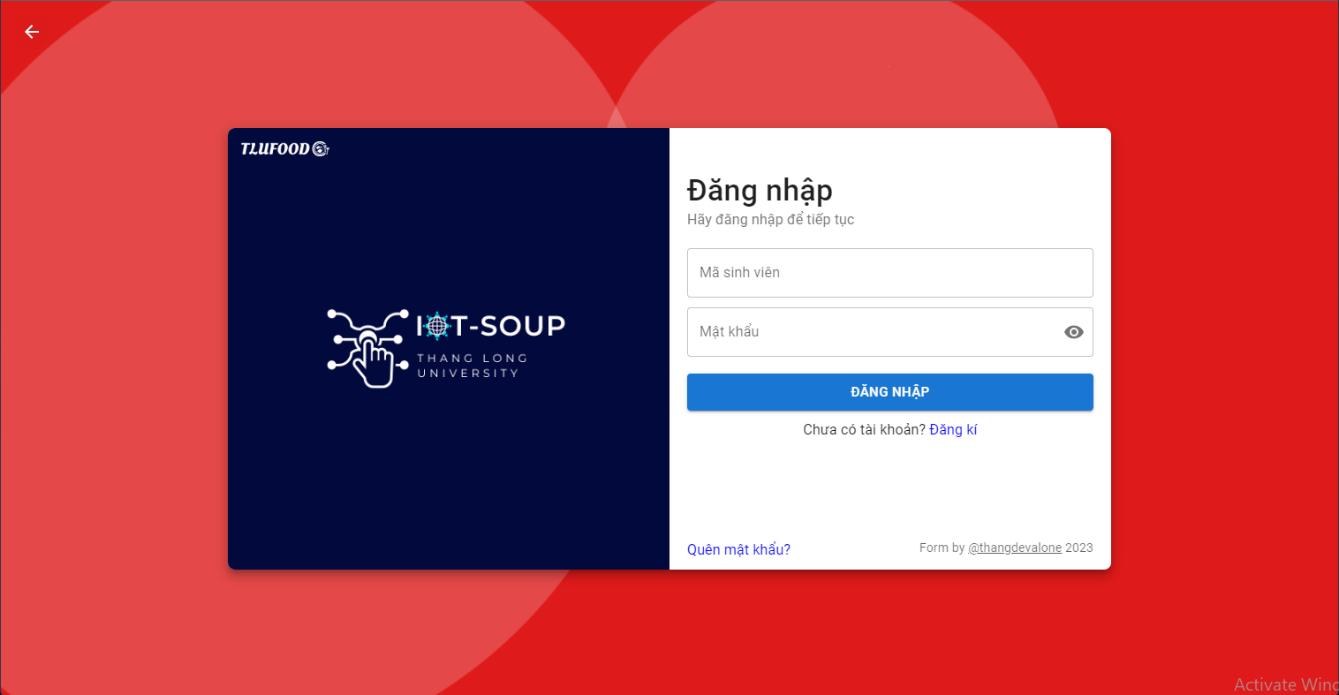 TLUFOOD
IOT-SOUP
THANG LONG
UNIVERSITY
Đăng nhập
Hãy đăng nhập để tiếp tục
Mã sinh viên
Mật khẩu
ĐĂNG NHẬP
Chưa có tài khoản? Đăng kí
Quên mật khẩu?
Form by @thangdevalone 2023
Activate